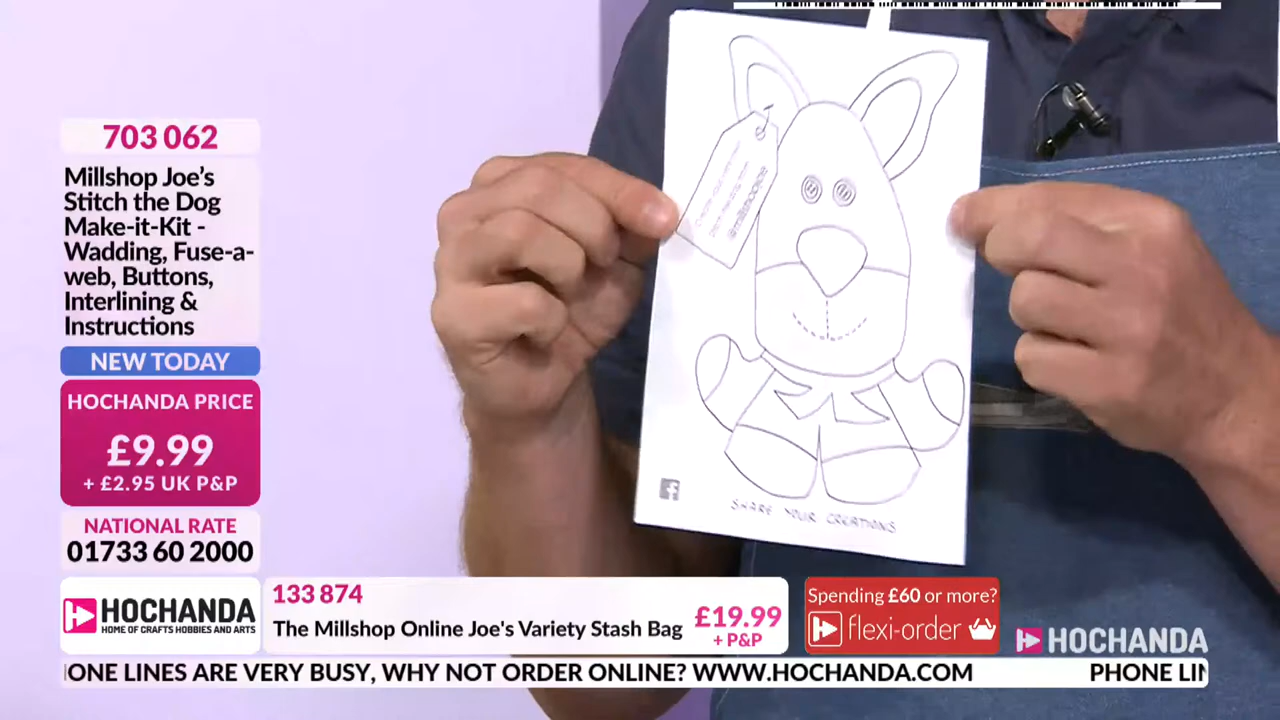 703 062
Millshop Joe's
Stitch the Dog
Make-it-Kit -
Wadding, Fuse-a-
web, Buttons,
Interlining &
Instructions
NEW TODAY
HOCHANDA PRICE
£9.99
+ £2.95 UK P&P
NATIONAL RATE
01733 60 2000
SHARE YOUR CREATIONS
HOCHANDA
HOME OF CRAFTS HOBBIES AND ARTS
133 874
The Millshop Online Joe's Variety Stash Bag
£19.99
+ P&P
Spending £60 or more?
flexi-order
HOCHANDA
ONE LINES ARE VERY BUSY, WHY NOT ORDER ONLINE? WWW.HOCHANDA.COM PHONE LIN